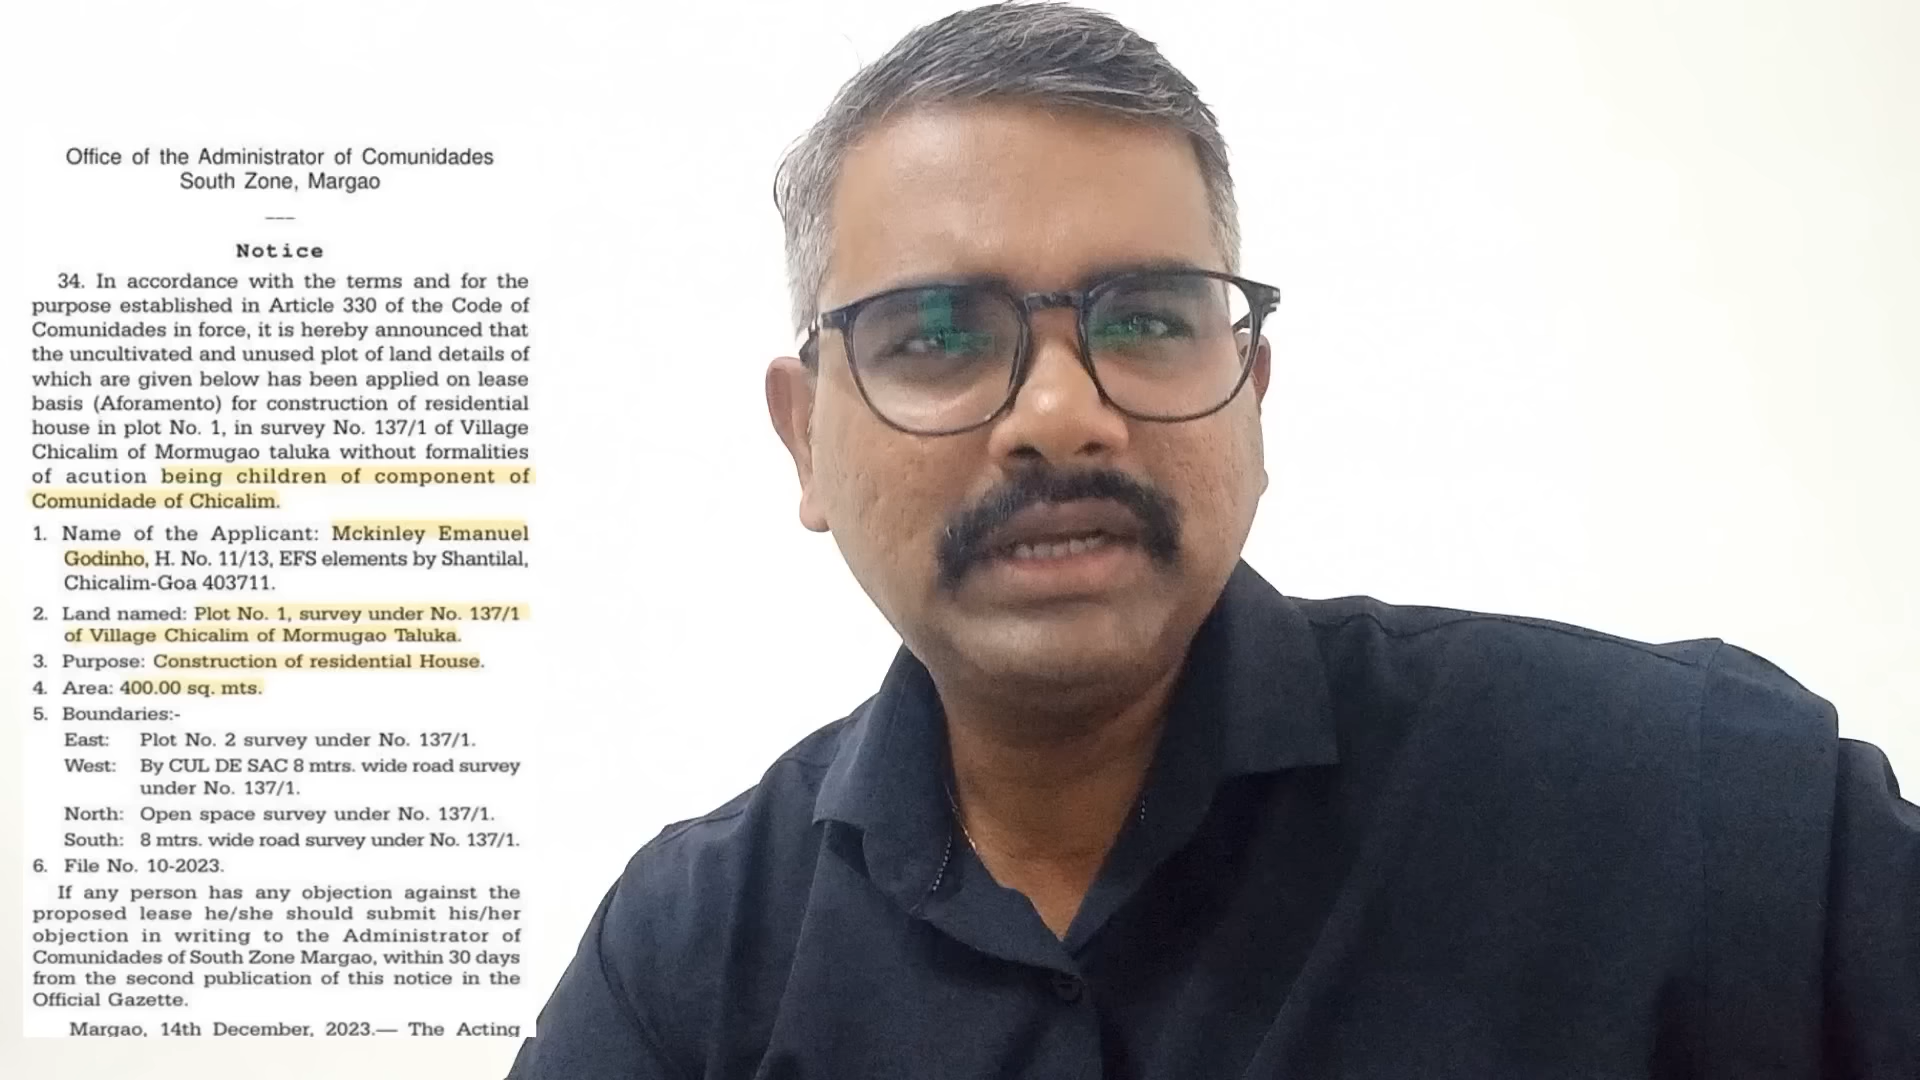 Office of the Administrator of Comunidades
South Zone, Margao
Notice
34. In accordance with the terms and for the
purpose established in Article 330 of the Code of
Comunidades in force, it is hereby announced that
the uncultivated and unused plot of land details of
which are given below has been applied on lease
basis (Aforamento) for construction of residential
house in plot No. 1, in survey No. 137/1 of Village
Chicalim of Mormugao taluka without formalities
of acution being children of component of
Comunidade of Chicalim.
1. Name of the Applicant: Mckinley Emanuel
Godinho, H. No. 11/13, EFS elements by Shantilal,
Chicalim-Goa 403711.
2. Land named: Plot No. 1, survey under No. 137/1
of Village Chicalim of Mormugao Taluka.
3. Purpose: Construction of residential House.
4. Area: 400.00 sq. mts.
5. Boundaries:-
East: Plot No. 2 survey under No. 137/1.
West: By CUL DE SAC 8 mtrs. wide road survey
under No. 137/1.
North: Open space survey under No. 137/1.
South: 8 mtrs. wide road survey under No. 137/1.
6. File No. 10-2023.
If any person has any objection against the
proposed lease he/she should submit his/her
objection in writing to the Administrator of
Comunidades of South Zone Margao, within 30 days
from the second publication of this notice in the
Official Gazette.
Margao, 14th December, 2023.— The Acting